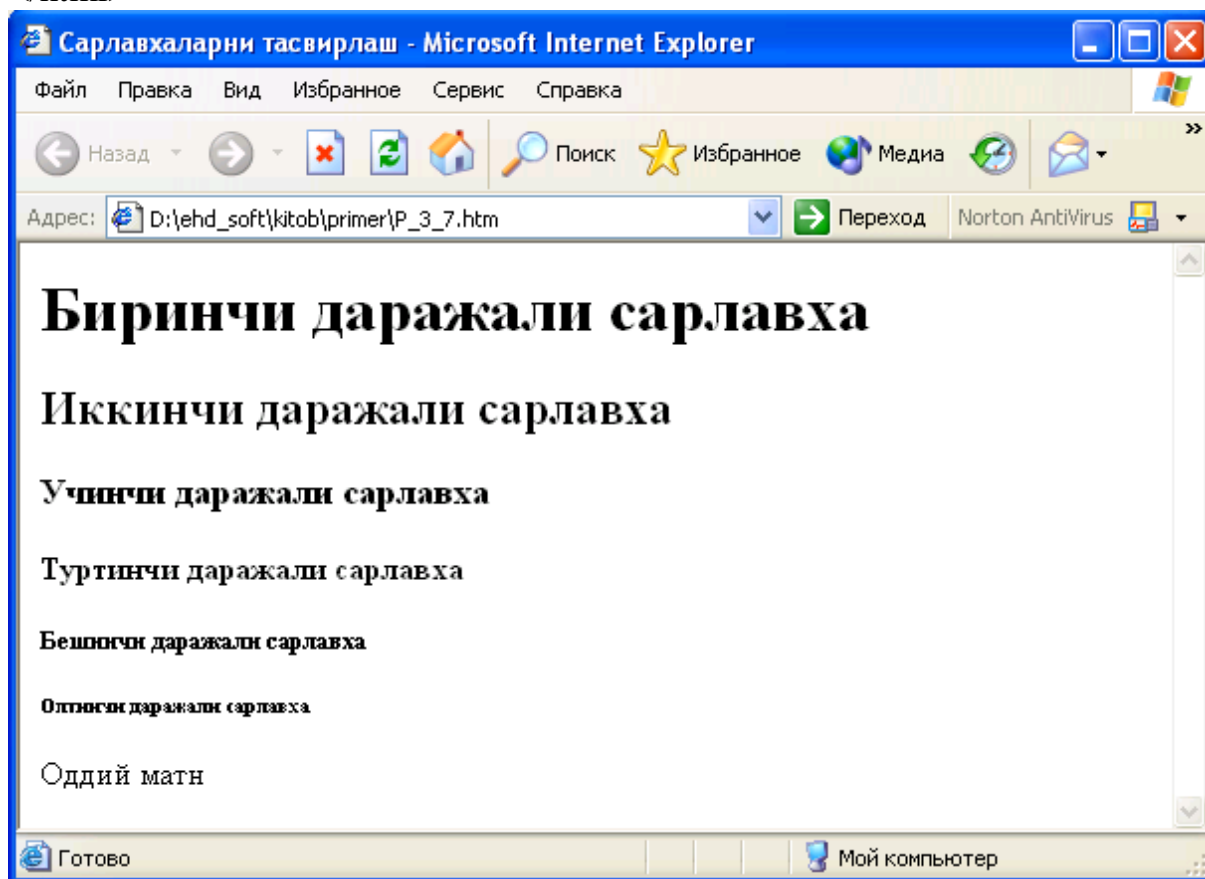 Сарлавхаларни тасвирлаш - Microsoft Internet Explorer
Файл Правка Вид Избранное Сервис Справка
Назад Поиск Избранное Медиа »
Адрес: D:\ehd_soft\kitob\primer\P_3_7.htm Переход Norton AntiVirus
Биринчи даражали сарлавха
Иккинчи даражали сарлавха
Учинчи даражали сарлавха
Туртинчи даражали сарлавха
Бешинчи даражали сарлавха
Олтинчи даражали сарлавха
Оддий матн
Готово Мой компьютер